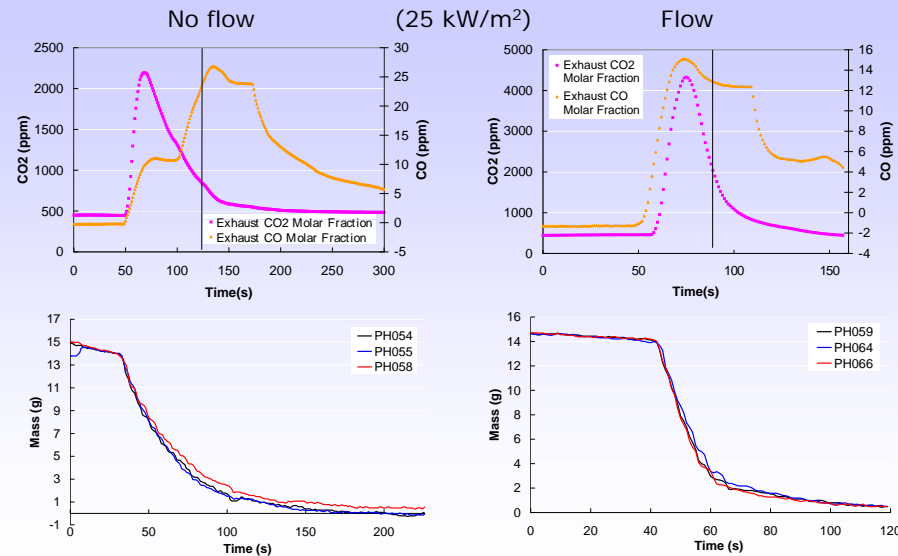 No flow (25 kW/m²) Flow
2500
2000
1500
1000
500
0
CO2 (ppm)
30
25
20
15
10
5
0
-5
CO (ppm)
Exhaust CO2 Molar Fraction
Exhaust CO Molar Fraction
0 50 100 150 200 250 300
Time(s)
5000
4000
3000
2000
1000
0
CO2 (ppm)
16
14
12
10
8
6
4
2
0
-2
-4
CO (ppm)
Exhaust CO2
Molar Fraction
Exhaust CO
Molar Fraction
0 50 100 150
Time(s)
17
15
13
11
9
7
5
3
1
-1
Mass (g)
PH054
PH055
PH058
0 50 100 150 200
Time (s)
16
14
12
10
8
6
4
2
0
Mass (g)
PH059
PH064
PH066
0 20 40 60 80 100 120
Time (s)